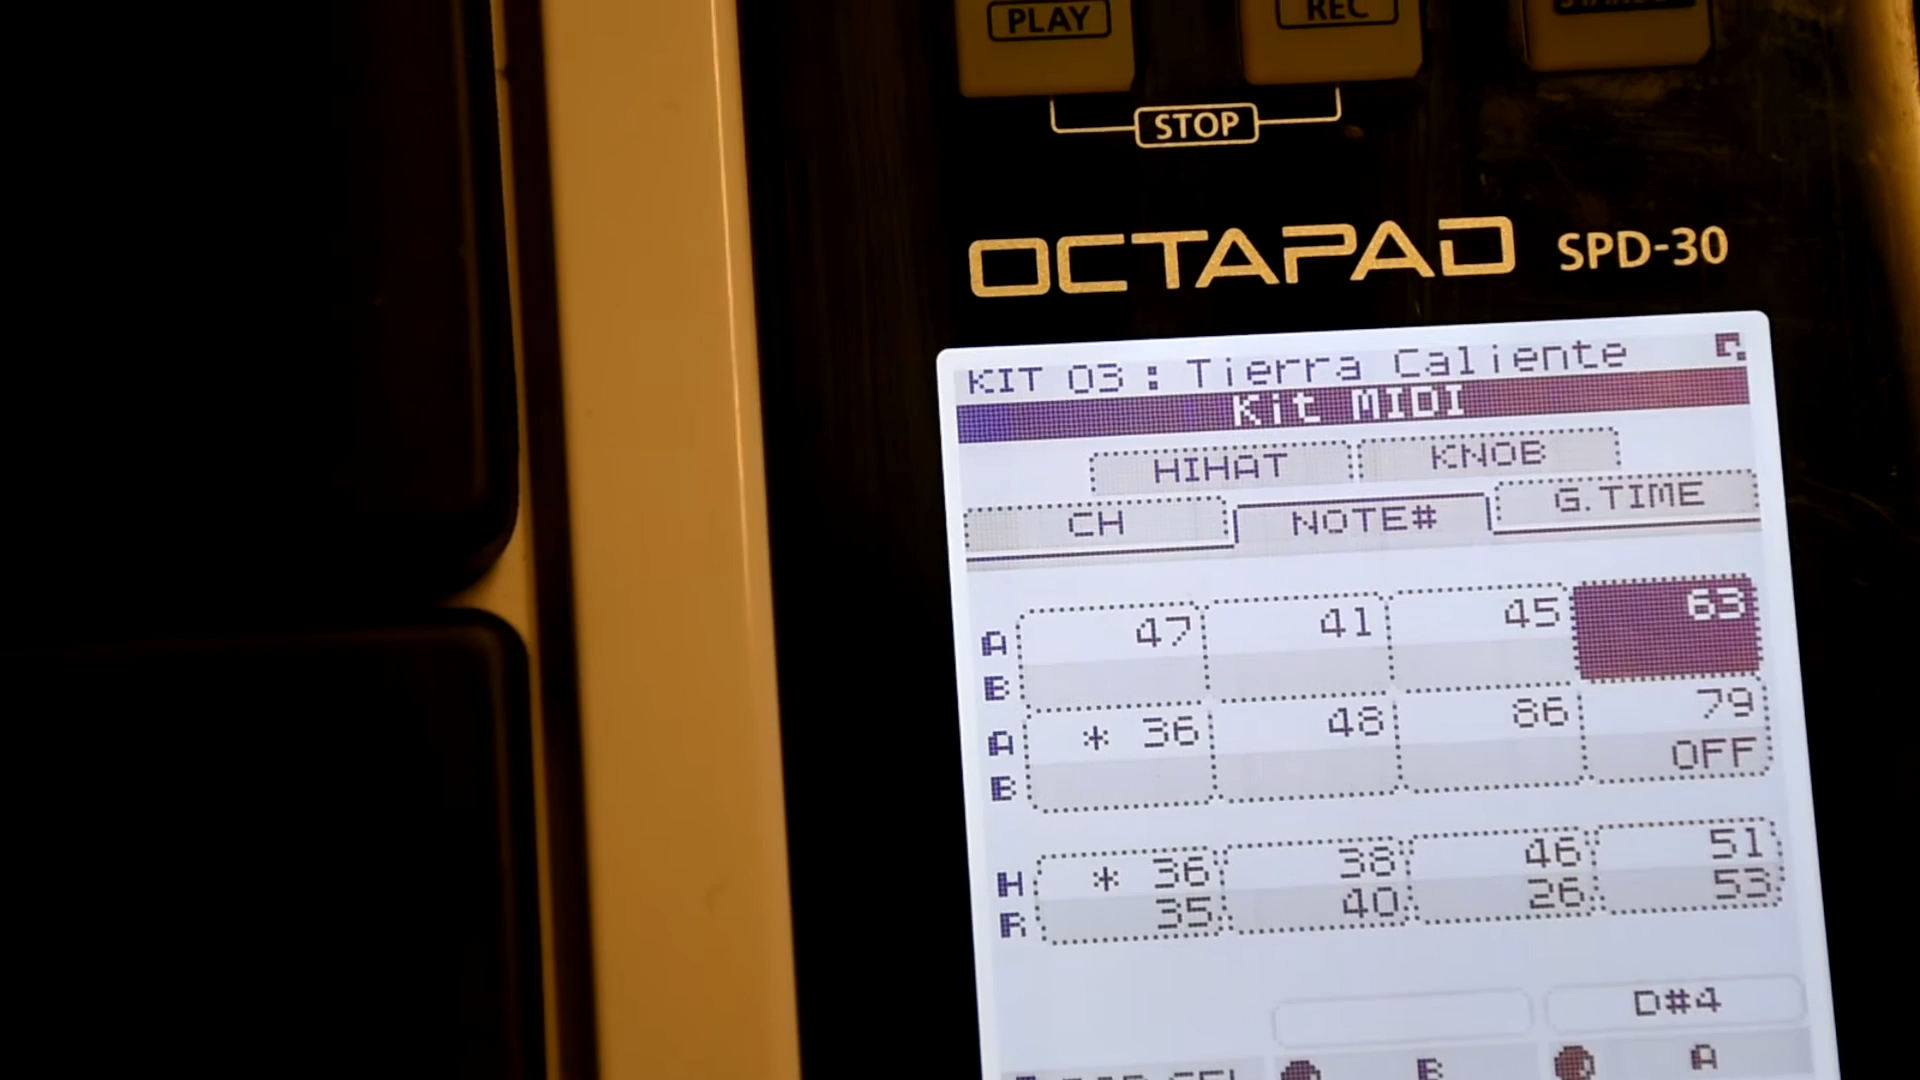 PLAY REC
STOP
OCTAPAD SPD-30
KIT 03: Tierra Caliente
Kit MIDI
HIHAT KNOB
CH NOTE# G.TIME
A 47 41 45 63
B
A * 36 48 86 79
B OFF
H * 36 38 46 51
R 35 40 26 53
D#4
B A